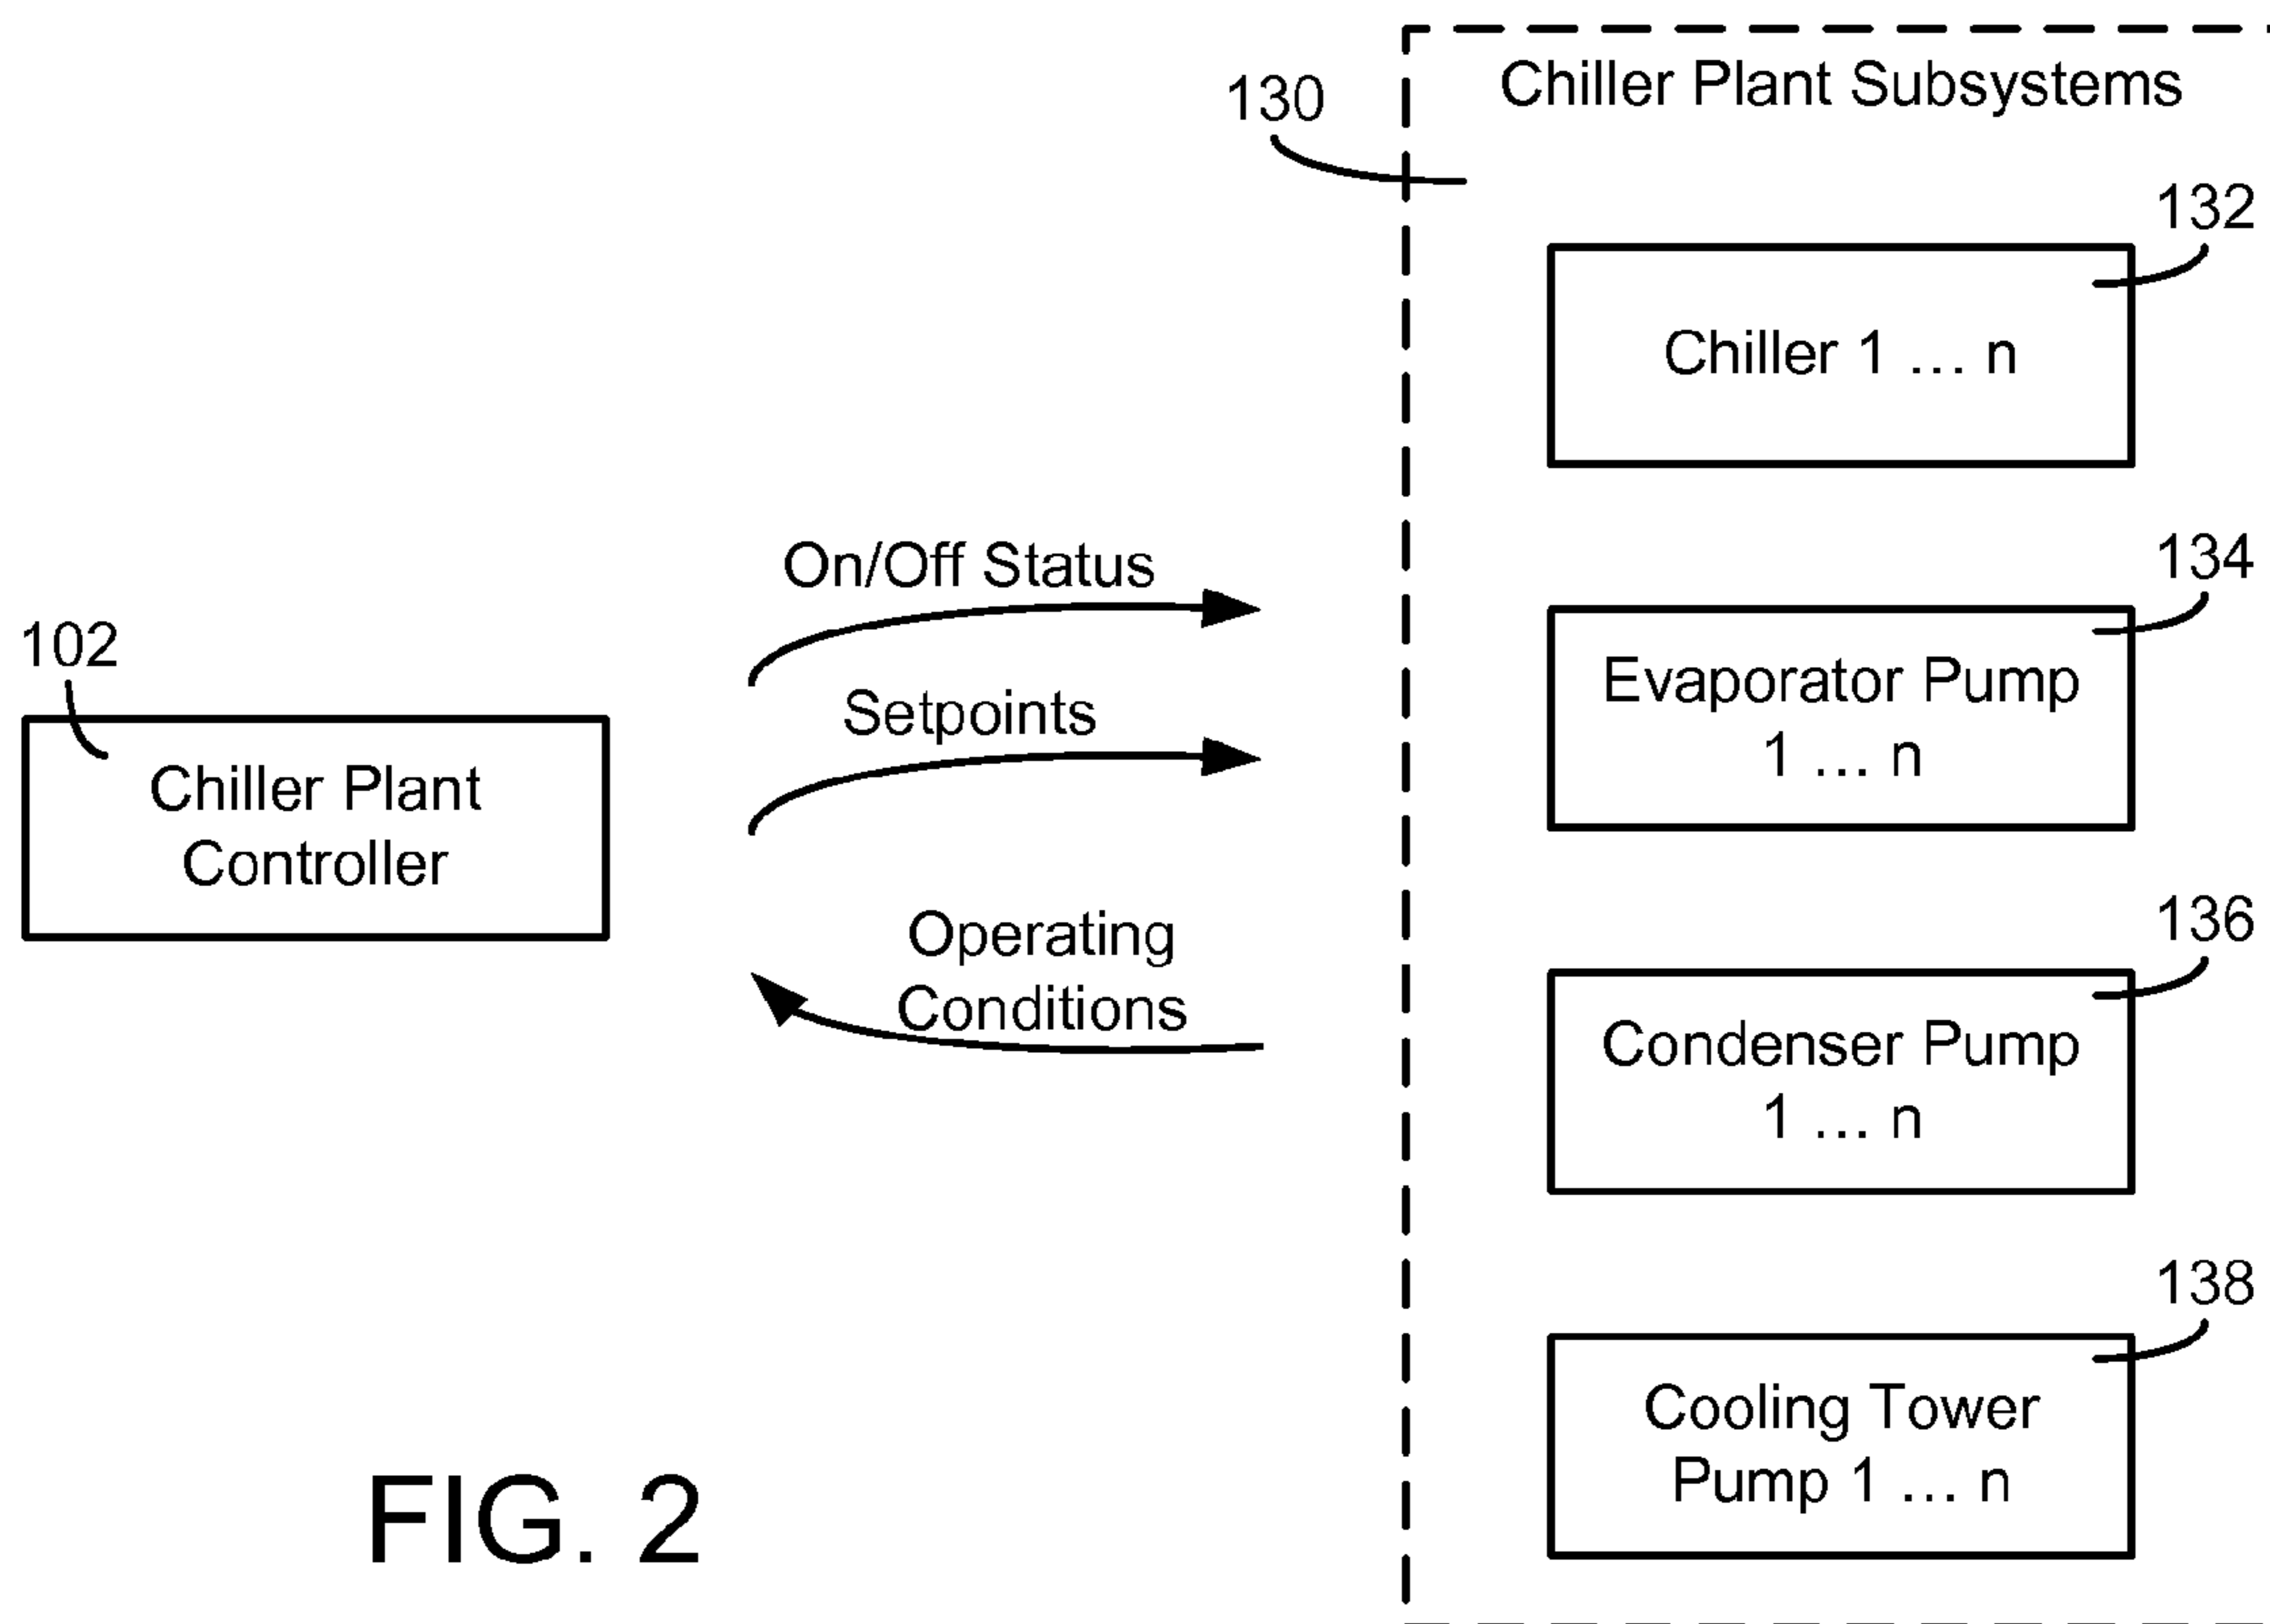 Chiller Plant Subsystems
130
132
Chiller 1 ... n
On/Off Status
134
102
Setpoints
Evaporator Pump
1 ... n
Chiller Plant
Controller
136
Operating
Conditions
Condenser Pump
1 ... n
138
Cooling Tower
Pump 1 ... n
FIG. 2